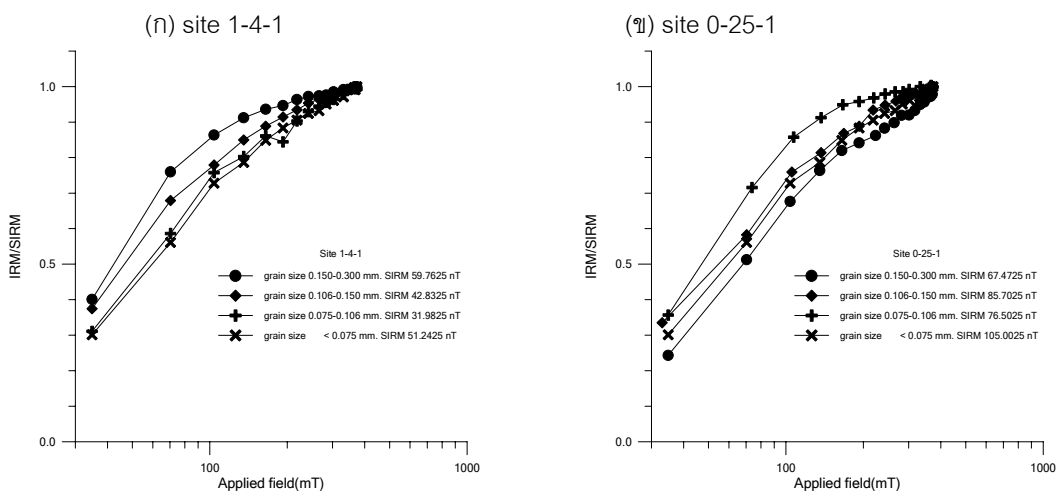 (ก) site 1-4-1
1.0
0.5
0.0
IRM/SIRM
Site 1-4-1
grain size 0.150-0.300 mm. SIRM 59.7625 nT
grain size 0.106-0.150 mm. SIRM 42.8325 nT
grain size 0.075-0.106 mm. SIRM 31.9825 nT
grain size < 0.075 mm. SIRM 51.2425 nT
100
1000
Applied field(mT)
(ข) site 0-25-1
1.0
0.5
0.0
IRM/SIRM
Site 0-25-1
grain size 0.150-0.300 mm. SIRM 67.4725 nT
grain size 0.106-0.150 mm. SIRM 85.7025 nT
grain size 0.075-0.106 mm. SIRM 76.5025 nT
grain size < 0.075 mm. SIRM 105.0025 nT
100
1000
Applied field(mT)